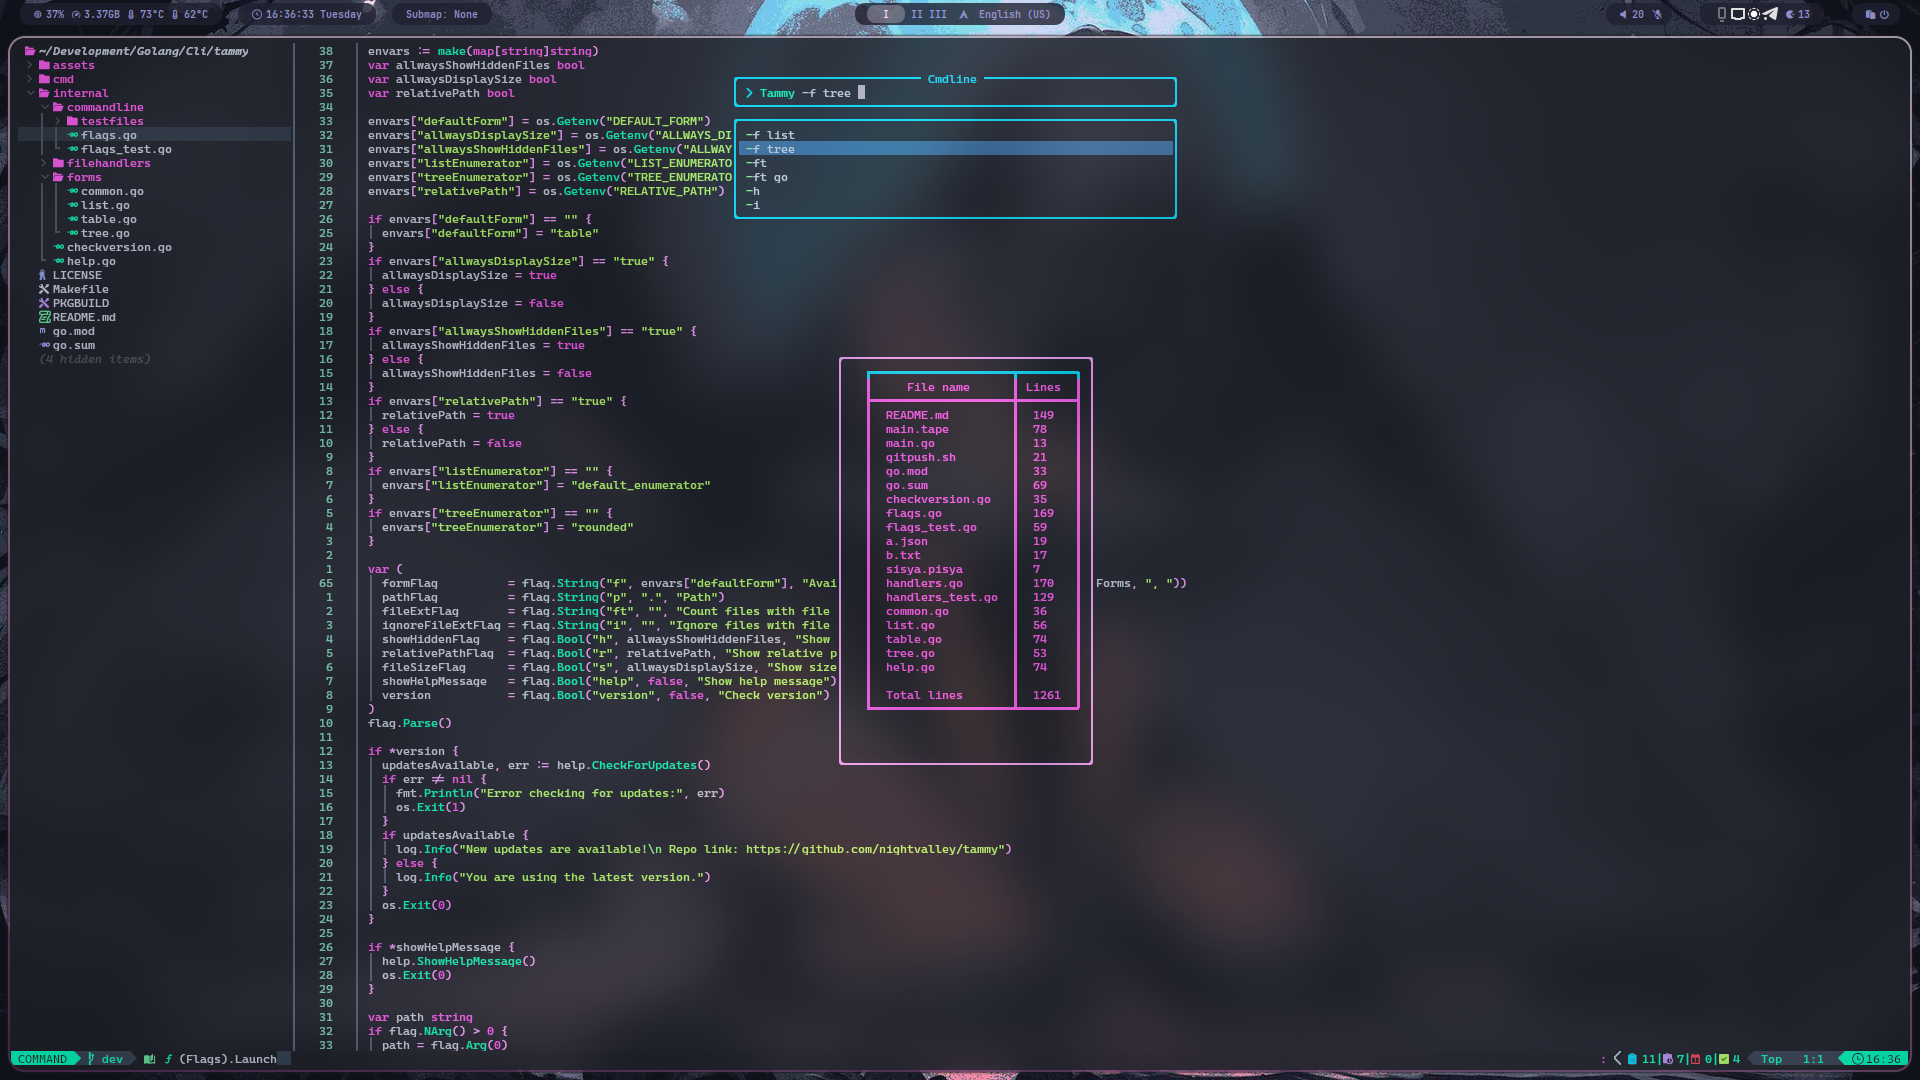 37% 3.37GB 73°C 62°C 16:36:33 Tuesday Submap: None I II III English (US) 20 13
~/Development/Golang/Cli/tammy
assets
cmd
internal
commandline
testfiles
flags.go
flags_test.go
filehandlers
forms
common.go
list.go
table.go
tree.go
checkversion.go
help.go
LICENSE
Makefile
PKGBUILD
README.md
go.mod
go.sum
(4 hidden items)
38 envars := make(map[string]string)
37 var allwaysShowHiddenFiles bool
36 var allwaysDisplaySize bool
35 var relativePath bool
34
33 envars["defaultForm"] = os.Getenv("DEFAULT_FORM")
32 envars["allwaysDisplaySize"] = os.Getenv("ALLWAYS_DI
31 envars["allwaysShowHiddenFiles"] = os.Getenv("ALLWAY
30 envars["listEnumerator"] = os.Getenv("LIST_ENUMERATO
29 envars["treeEnumerator"] = os.Getenv("TREE_ENUMERATO
28 envars["relativePath"] = os.Getenv("RELATIVE_PATH")
27
26 if envars["defaultForm"] == "" {
25 envars["defaultForm"] = "table"
24 }
23 if envars["allwaysDisplaySize"] == "true" {
22 allwaysDisplaySize = true
21 } else {
20 allwaysDisplaySize = false
19 }
18 if envars["allwaysShowHiddenFiles"] == "true" {
17 allwaysShowHiddenFiles = true
16 } else {
15 allwaysShowHiddenFiles = false
14 }
13 if envars["relativePath"] == "true" {
12 relativePath = true
11 } else {
10 relativePath = false
9 }
8 if envars["listEnumerator"] == "" {
7 envars["listEnumerator"] = "default_enumerator"
6 }
5 if envars["treeEnumerator"] == "" {
4 envars["treeEnumerator"] = "rounded"
3 }
2
1 var (
65 formFlag = flag.String("f", envars["defaultForm"], "Avai Forms, ", "))
1 pathFlag = flag.String("p", ".", "Path")
2 fileExtFlag = flag.String("ft", "", "Count files with file
3 ignoreFileExtFlag = flag.String("i", "", "Ignore files with file
4 showHiddenFlag = flag.Bool("h", allwaysShowHiddenFiles, "Show
5 relativePathFlag = flag.Bool("r", relativePath, "Show relative p
6 fileSizeFlag = flag.Bool("s", allwaysDisplaySize, "Show size
7 showHelpMessage = flag.Bool("help", false, "Show help message")
8 version = flag.Bool("version", false, "Check version")
9 )
10 flag.Parse()
11
12 if *version {
13 updatesAvailable, err := help.CheckForUpdates()
14 if err != nil {
15 fmt.Println("Error checking for updates:", err)
16 os.Exit(1)
17 }
18 if updatesAvailable {
19 log.Info("New updates are available!\n Repo link: https://github.com/nightvalley/tammy")
20 } else {
21 log.Info("You are using the latest version.")
22 }
23 os.Exit(0)
24 }
25
26 if *showHelpMessage {
27 help.ShowHelpMessage()
28 os.Exit(0)
29 }
30
31 var path string
32 if flag.NArg() > 0 {
33 path = flag.Arg(0)
Cmdline
Tammy -f tree
-f list
-f tree
-ft
-ft go
-h
-i
File name Lines
README.md 149
main.tape 78
main.go 13
gitpush.sh 21
go.mod 33
go.sum 69
checkversion.go 35
flags.go 169
flags_test.go 59
a.json 19
b.txt 17
sisya.pisya 7
handlers.go 170
handlers_test.go 129
common.go 36
list.go 56
table.go 74
tree.go 53
help.go 74
Total lines 1261
COMMAND dev f (Flags).Launch : 11| 7| 0| 4 Top 1:1 16:36